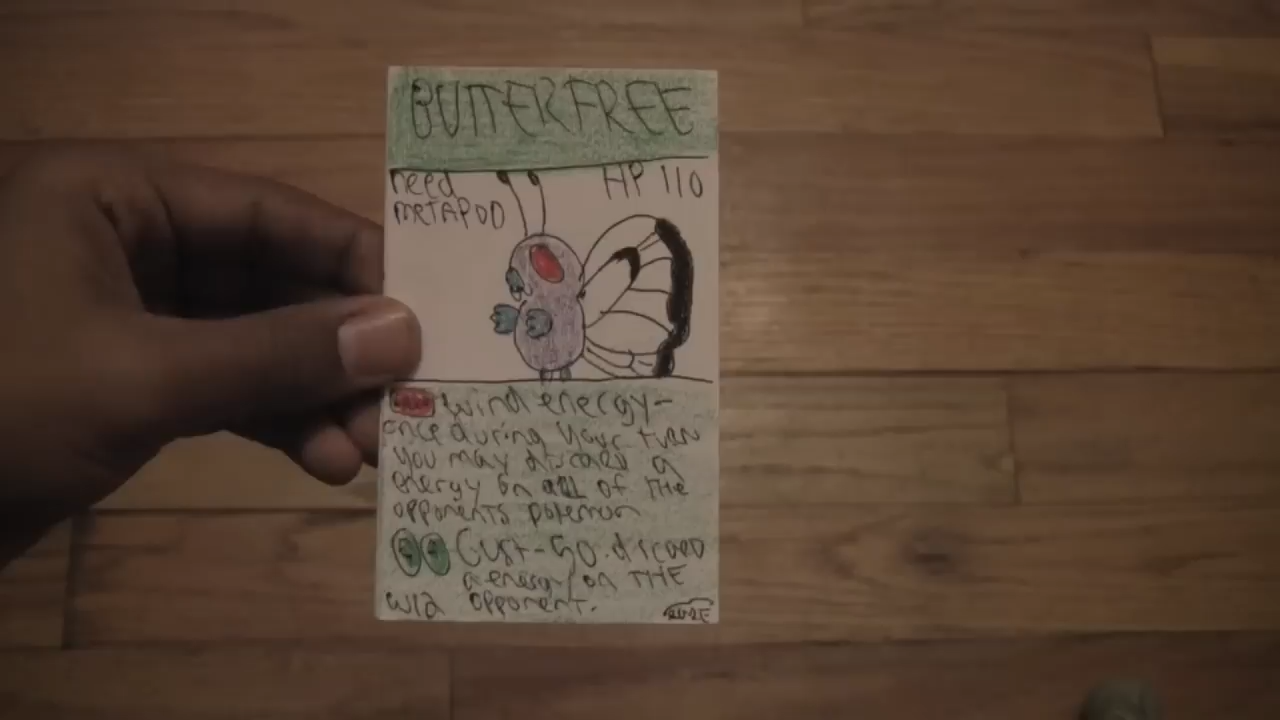 BUTTERFREE
need HP 110
METAPOD
wind energy-
once during your turn
you may discard a
energy on all of THE
opponents pokemon
Gust-50. discard
a energy on THE
opponent.